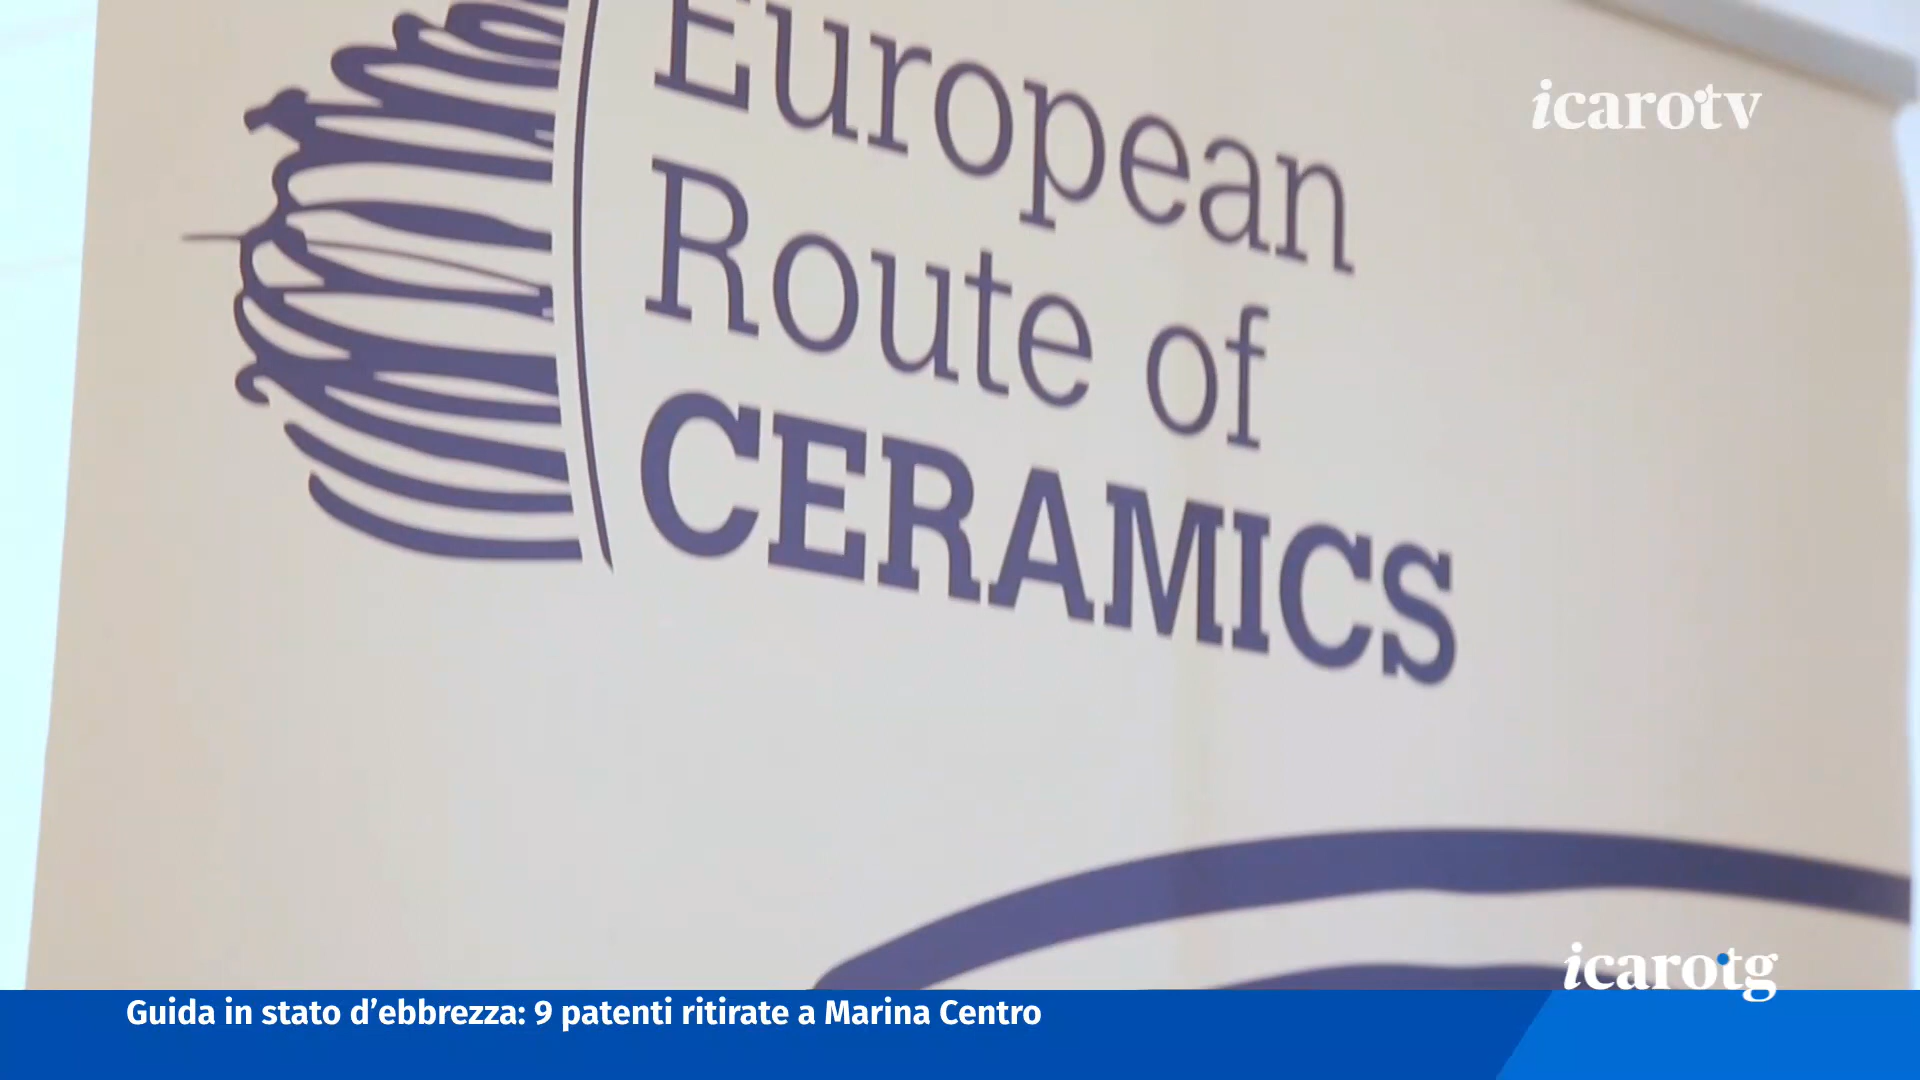 European
Route of
CERAMICS
icarotv
icarotg
Guida in stato d’ebbrezza: 9 patenti ritirate a Marina Centro